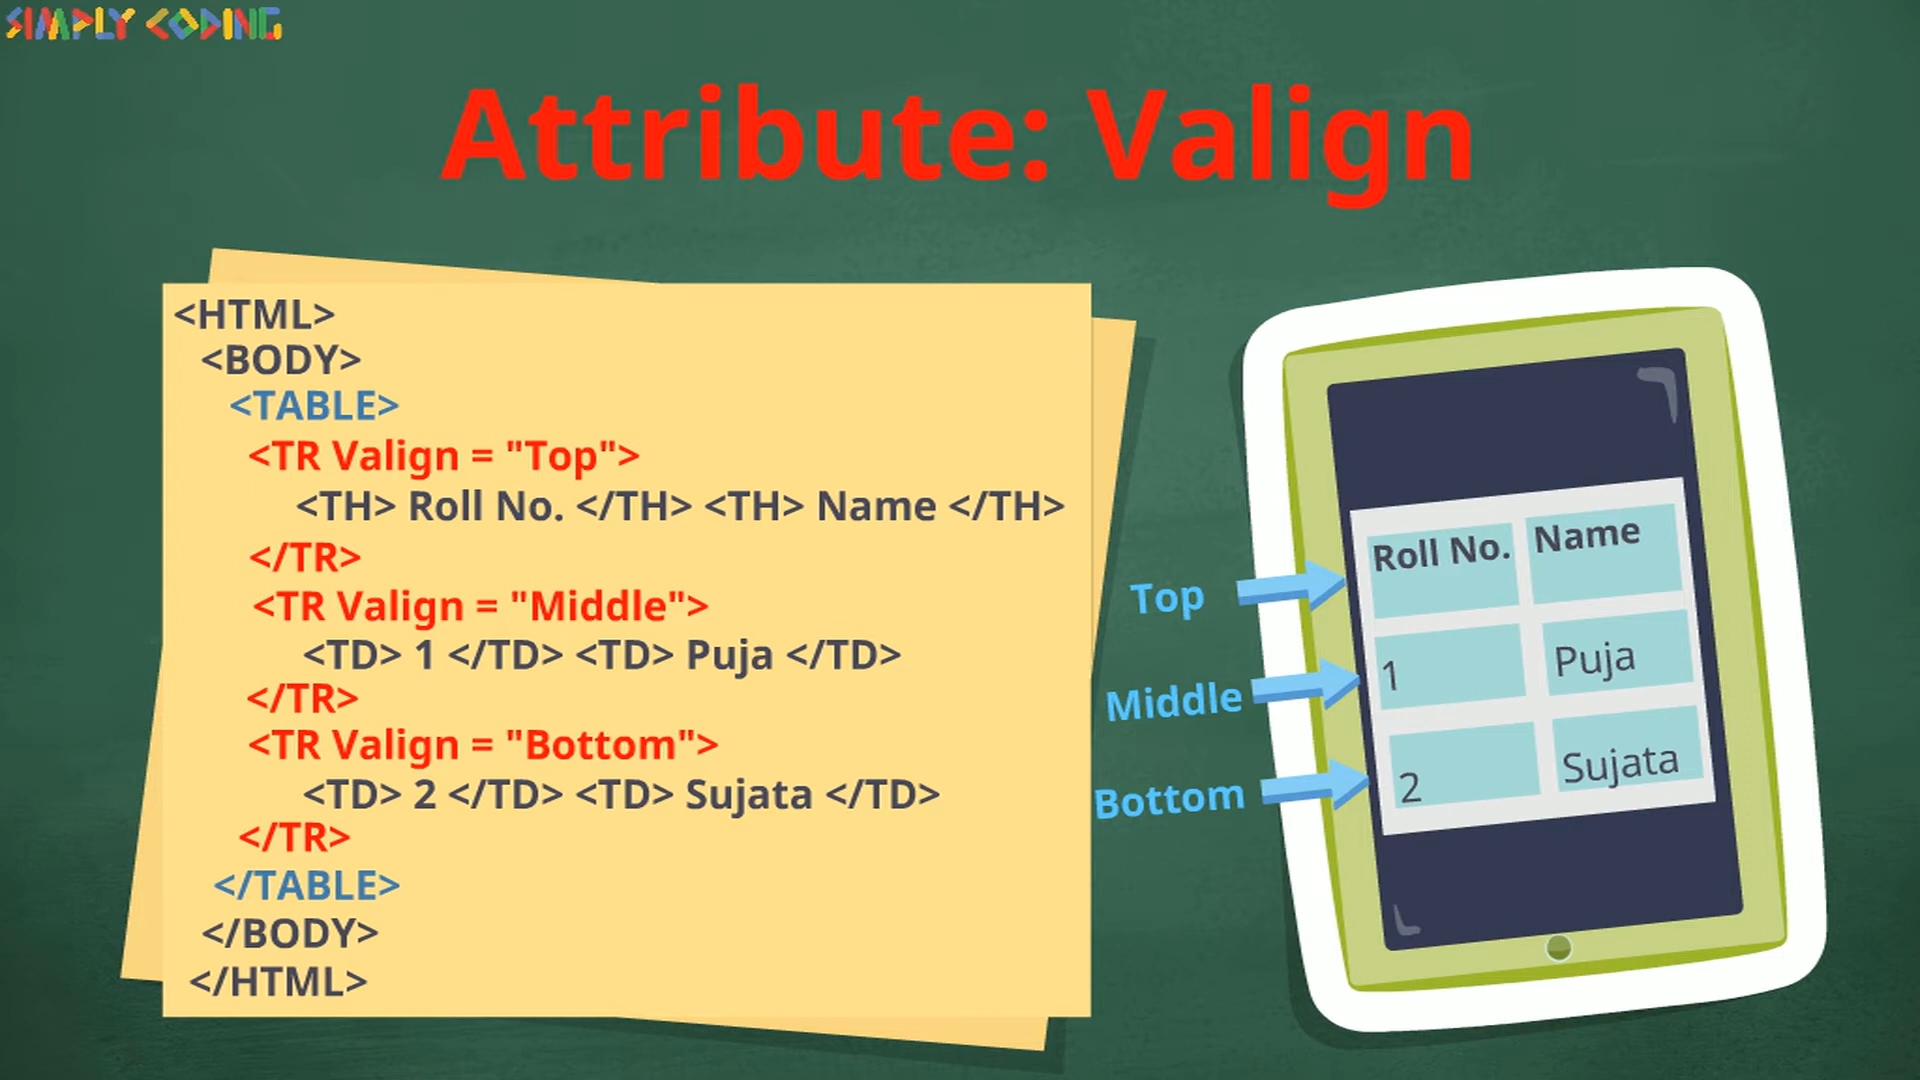 SIMPLY CODING
Attribute: Valign
<HTML>
<BODY>
<TABLE>
<TR Valign = "Top">
<TH> Roll No. </TH> <TH> Name </TH>
</TR>
<TR Valign = "Middle">
<TD> 1 </TD> <TD> Puja </TD>
</TR>
<TR Valign = "Bottom">
<TD> 2 </TD> <TD> Sujata </TD>
</TR>
</TABLE>
</BODY>
</HTML>
Top
Middle
Bottom
Roll No. Name
1 Puja
2 Sujata